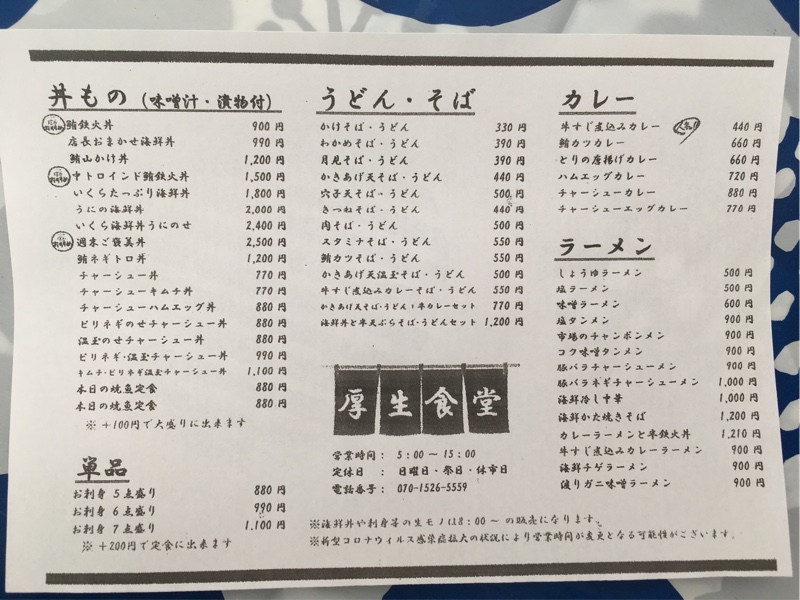 丼もの（味噌汁・漬物付）
鮪鉄火丼 900円
店長おまかせ海鮮丼 990円
鮪山かけ丼 1,200円
中トロインド鮪鉄火丼 1,500円
いくらたっぷり海鮮丼 1,800円
うにの海鮮丼 2,000円
いくら海鮮丼うにのせ 2,400円
週末ご褒美丼 2,500円
鮪ネギトロ丼 1,200円
チャーシュー丼 770円
チャーシューキムチ丼 770円
チャーシューハムエッグ丼 880円
ピリネギのせチャーシュー丼 880円
温玉のせチャーシュー丼 880円
ピリネギ・温玉チャーシュー丼 990円
キムチ・ピリネギ温玉チャーシュー丼 1,100円
本日の焼魚定食 880円
本日の焼魚定食 880円
※ +100円で大盛りに出来ます
単品
お刺身 5点盛り 880円
お刺身 6点盛り 990円
お刺身 7点盛り 1,100円
※ +200円で定食に出来ます
うどん・そば
かけそば・うどん 330円
わかめそば・うどん 390円
月見そば・うどん 390円
かきあげ天そば・うどん 440円
穴子天そば・うどん 500円
きつねそば・うどん 440円
肉そば・うどん 500円
スタミナそば・うどん 550円
鮪カツそば・うどん 550円
かきあげ天温玉そば・うどん 500円
牛すじ煮込みカレーそば・うどん 550円
かきあげ天そば・うどん＋半カレーセット 770円
海鮮丼と半天ぷらそば・うどんセット 1,200円
厚生食堂
営業時間： 5：00～15：00
定休日 ： 日曜日・祭日・休市日
電話番号： 070-1526-5559
※海鮮丼や刺身等の生モノは8：00～ の販売になります。
※新型コロナウイルス感染症拡大の状況により営業時間が変更となる可能性がございます。
カレー
牛すじ煮込みカレー 人気!! 440円
鮪カツカレー 660円
とりの唐揚げカレー 660円
ハムエッグカレー 720円
チャーシューカレー 880円
チャーシューエッグカレー 770円
ラーメン
しょうゆラーメン 500円
塩ラーメン 500円
味噌ラーメン 600円
塩タンメン 900円
市場のチャンポンメン 900円
コク味噌タンメン 900円
豚バラチャーシューメン 900円
豚バラネギチャーシューメン 1,000円
海鮮冷し中華 1,000円
海鮮かた焼きそば 1,200円
カレーラーメンと半鉄火丼 1,210円
牛すじ煮込みカレーラーメン 900円
海鮮チゲラーメン 900円
渡りガニ味噌ラーメン 900円